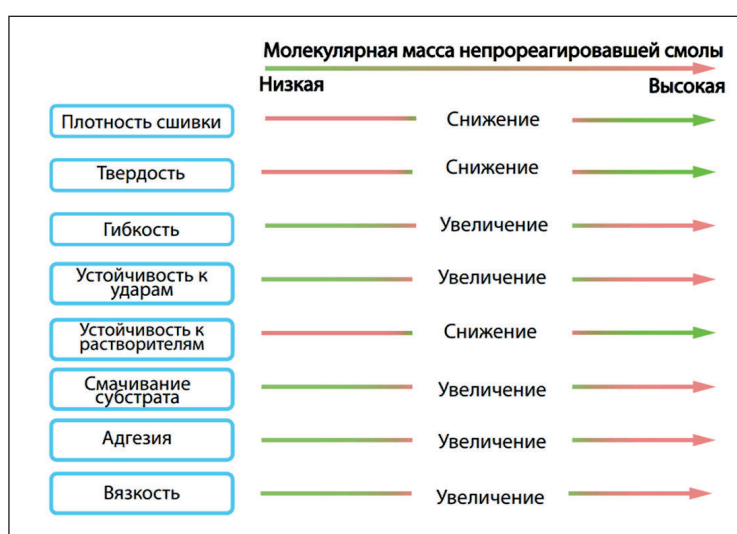 Молекулярная масса непрореагировавшей смолы
Низкая Высокая
Плотность сшивки Снижение
Твердость Снижение
Гибкость Увеличение
Устойчивость к
ударам Увеличение
Устойчивость к
растворителям Снижение
Смачивание
субстрата Увеличение
Адгезия Увеличение
Вязкость Увеличение